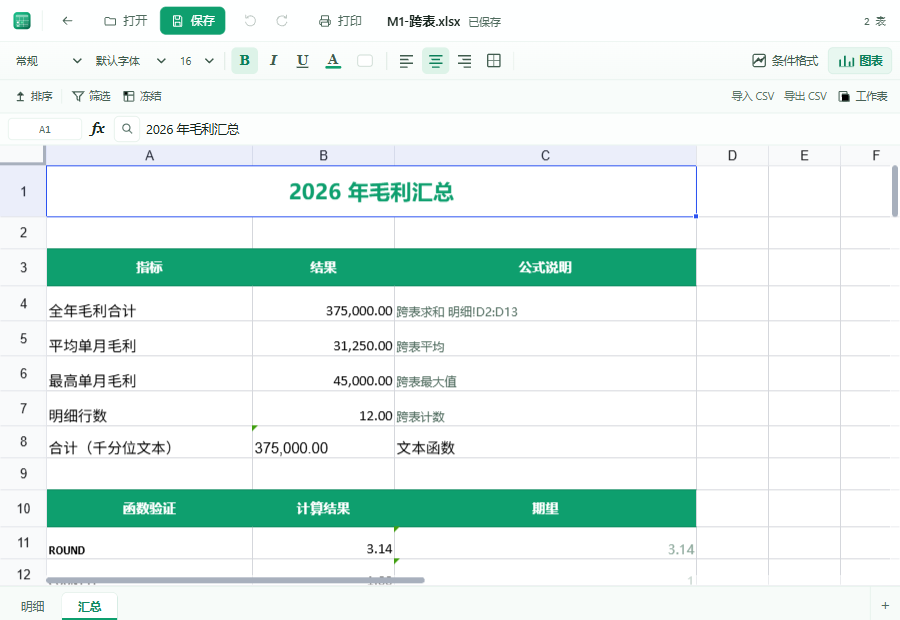 打开 保存 打印 M1-跨表.xlsx 已保存 2 表
常规 默认字体 16 B I U A 条件格式 图表
排序 筛选 冻结 导入 CSV 导出 CSV 工作表
A1 fx 2026 年毛利汇总
A B C D E F
1 2026 年毛利汇总
2
3 指标 结果 公式说明
4 全年毛利合计 375,000.00 跨表求和 明细!D2:D13
5 平均单月毛利 31,250.00 跨表平均
6 最高单月毛利 45,000.00 跨表最大值
7 明细行数 12.00 跨表计数
8 合计（千分位文本） 375,000.00 文本函数
9
10 函数验证 计算结果 期望
11 ROUND 3.14 3.14
12 1
明细 汇总 +